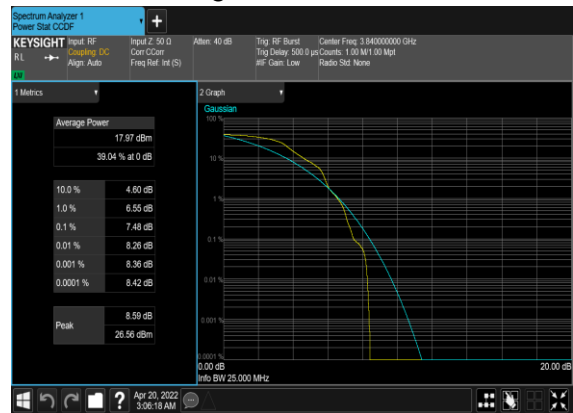 Spectrum Analyzer 1
Power Stat CCDF
+
KEYSIGHT
RL
LW
Input: RF
Coupling: DC
Align: Auto
Input Z: 50 Ω
Corr CCorr
Freq Ref: Int (S)
Atten: 40 dB
Trig: RF Burst
Trig Delay: 500.0 µs
#IF Gain: Low
Center Freq: 3.840000000 GHz
Counts: 1.00 M/1.00 Mpt
Radio Std: None
1 Metrics
Average Power
17.97 dBm
39.04 % at 0 dB
10.0 % 4.60 dB
1.0 % 6.55 dB
0.1 % 7.48 dB
0.01 % 8.26 dB
0.001 % 8.36 dB
0.0001 % 8.42 dB
Peak
8.59 dB
26.56 dBm
2 Graph
Gaussian
100 %
10 %
1 %
0.1 %
0.01 %
0.001 %
0.0001 %
0.00 dB
20.00 dB
Info BW 25.000 MHz
?
Apr 20, 2022
3:06:18 AM